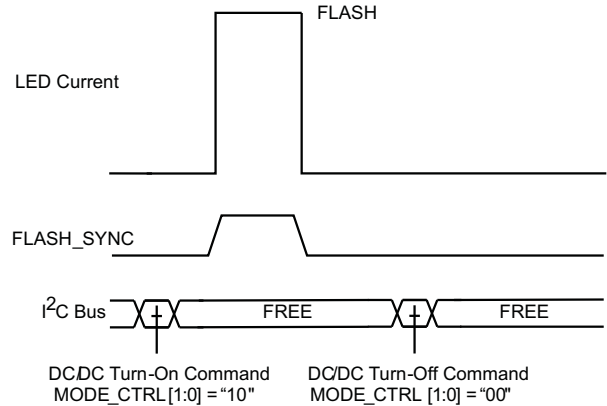 FLASH
LED Current
FLASH_SYNC
I2C Bus
FREE
FREE
DC/DC Turn-On Command
MODE_CTRL [1:0] = "10"
DC/DC Turn-Off Command
MODE_CTRL [1:0] = "00"